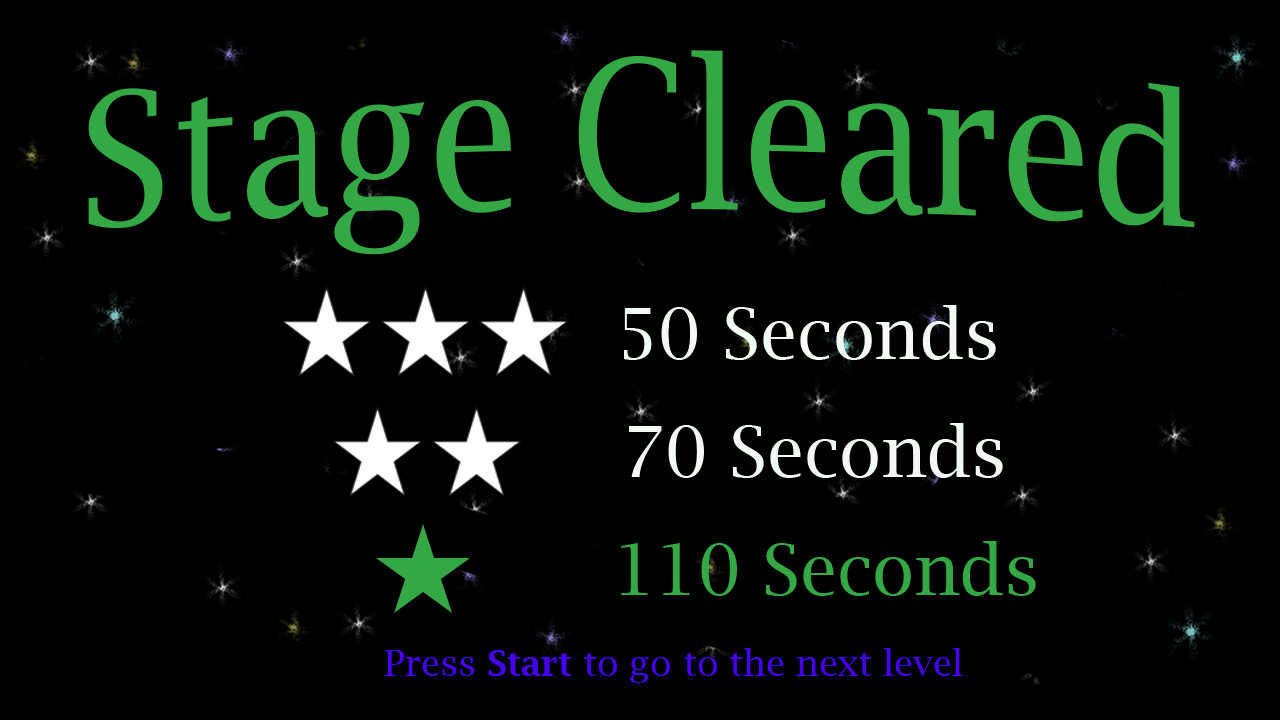 Stage Cleared
50 Seconds
70 Seconds
110 Seconds
Press Start to go to the next level